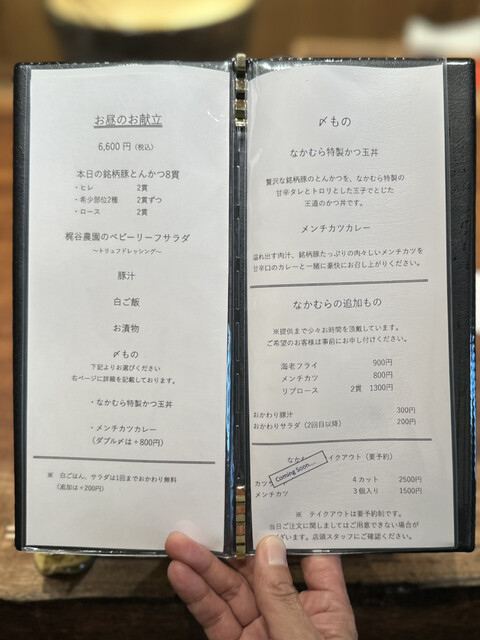 お昼のお献立
6,600円（税込）
本日の銘柄豚とんかつ8貫
・ヒレ 2貫
・希少部位2種 2貫ずつ
・ロース 2貫
梶谷農園のベビーリーフサラダ
〜トリュフドレッシング〜
豚汁
白ご飯
お漬物
〆もの
下記よりお選びください
右ページに詳細を記載しております。
・なかむら特製かつ玉丼
・メンチカツカレー
（ダブル〆は＋800円）
※ 白ごはん、サラダは1回までおかわり無料
（追加は＋200円）
〆もの
なかむら特製かつ玉丼
贅沢な銘柄豚のとんかつを、なかむら特製の
甘辛タレとトロリとした玉子でとじた
王道のかつ丼です。
メンチカツカレー
溢れ出す肉汁、銘柄豚たっぷりの肉々しいメンチカツを
甘辛口のカレーと一緒に豪快にお召し上がりください。
なかむらの追加もの
※提供まで少々お時間を頂戴しています。
ご希望のお客様は事前にお申し付けください。
海老フライ 900円
メンチカツ 800円
リブロース 2貫 1300円
おかわり豚汁 300円
おかわりサラダ（2回目以降） 200円
なか イクアウト（要予約）
Coming Soon...
カツ 4カット 2500円
メンチカツ 3個入り 1500円
※ テイクアウトは要予約制です。
当日ご注文に関しましてはご用意できない場合が
ざいます。店頭スタッフにご確認ください。